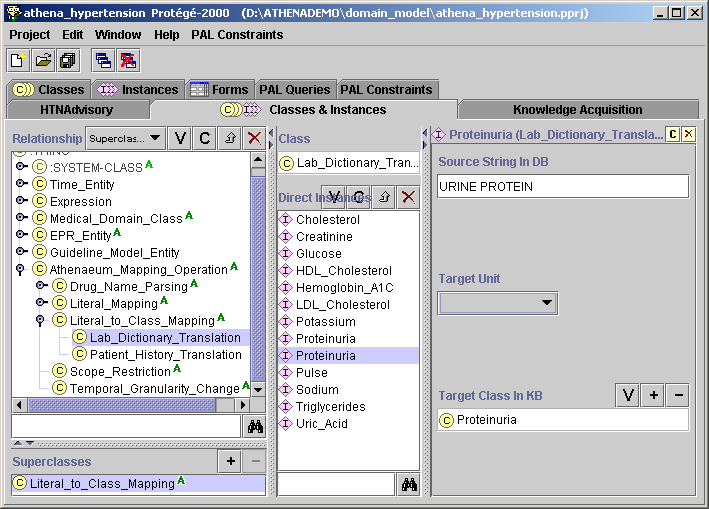 athena_hypertension Protégé-2000 (D:\ATHENADEMO\domain_model\athena_hypertension.pprj)
Project Edit Window Help PAL Constraints
Classes Instances Forms PAL Queries PAL Constraints
HTNAdvisory Classes & Instances Knowledge Acquisition
Relationship Superclas... V C
:THING
:SYSTEM-CLASS A
Time_Entity
Expression
Medical_Domain_Class A
EPR_Entity A
Guideline_Model_Entity
Athenaeum_Mapping_Operation A
Drug_Name_Parsing A
Literal_Mapping A
Literal_to_Class_Mapping A
Lab_Dictionary_Translation
Patient_History_Translation
Scope_Restriction A
Temporal_Granularity_Change A
Superclasses + −
Literal_to_Class_Mapping A
Class
Lab_Dictionary_Tran...
Direct Instances V C
Cholesterol
Creatinine
Glucose
HDL_Cholesterol
Hemoglobin_A1C
LDL_Cholesterol
Potassium
Proteinuria
Proteinuria
Pulse
Sodium
Triglycerides
Uric_Acid
Proteinuria (Lab_Dictionary_Transla... C
Source String In DB
URINE PROTEIN
Target Unit
Target Class In KB V + −
Proteinuria